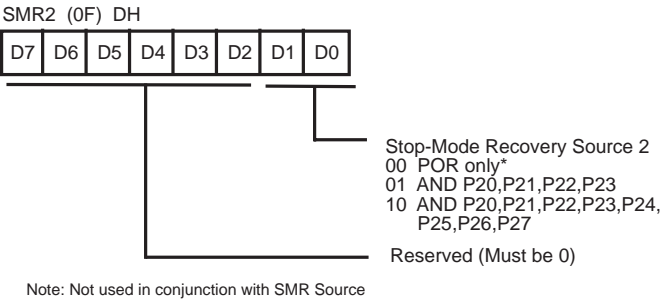 SMR2 (0F) DH
D7 D6 D5 D4 D3 D2 D1 D0
Stop-Mode Recovery Source 2
00 POR only*
01 AND P20,P21,P22,P23
10 AND P20,P21,P22,P23,P24,
P25,P26,P27
Reserved (Must be 0)
Note: Not used in conjunction with SMR Source